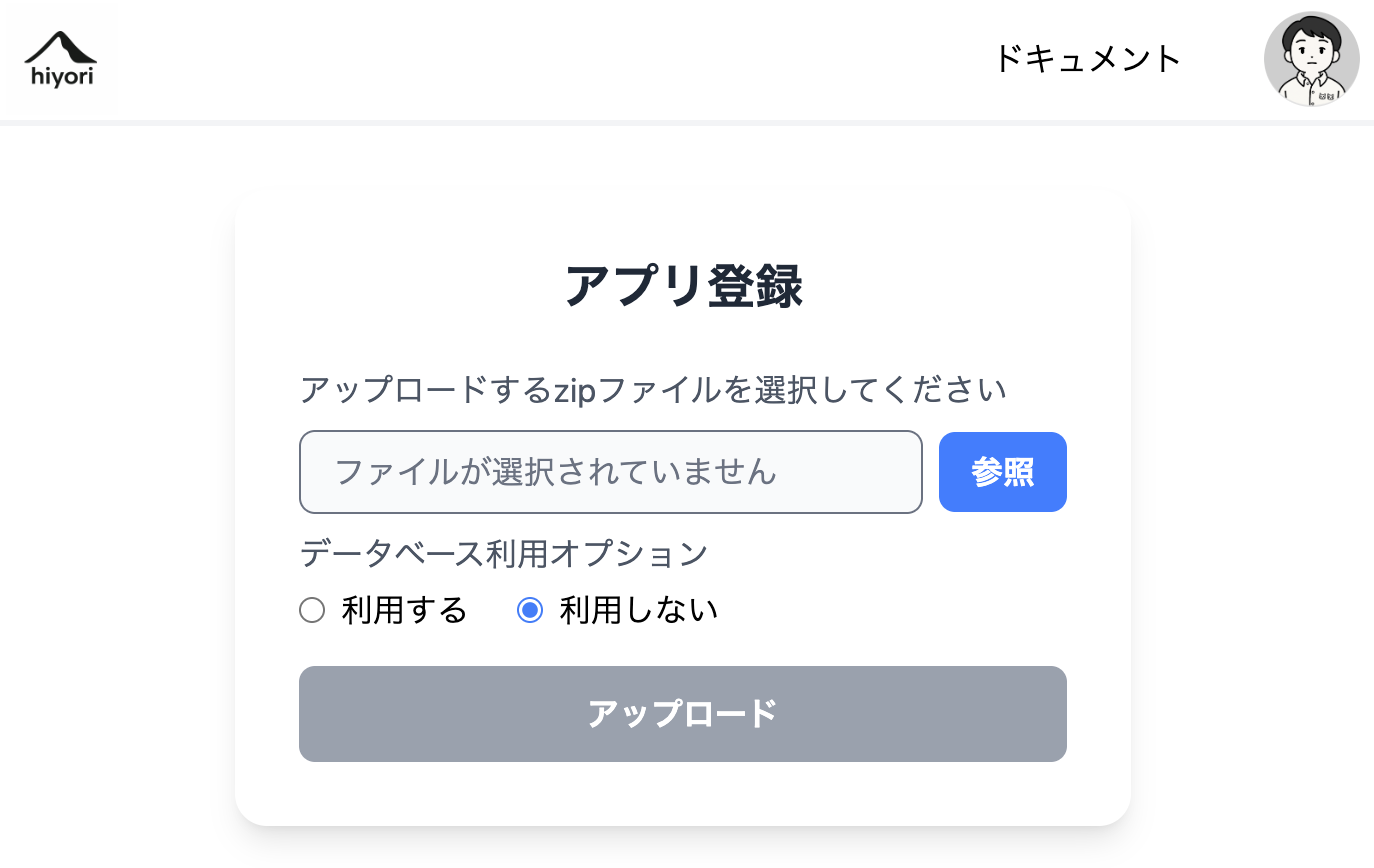 hiyori
ドキュメント
アプリ登録
アップロードするzipファイルを選択してください
ファイルが選択されていません
参照
データベース利用オプション
利用する
利用しない
アップロード